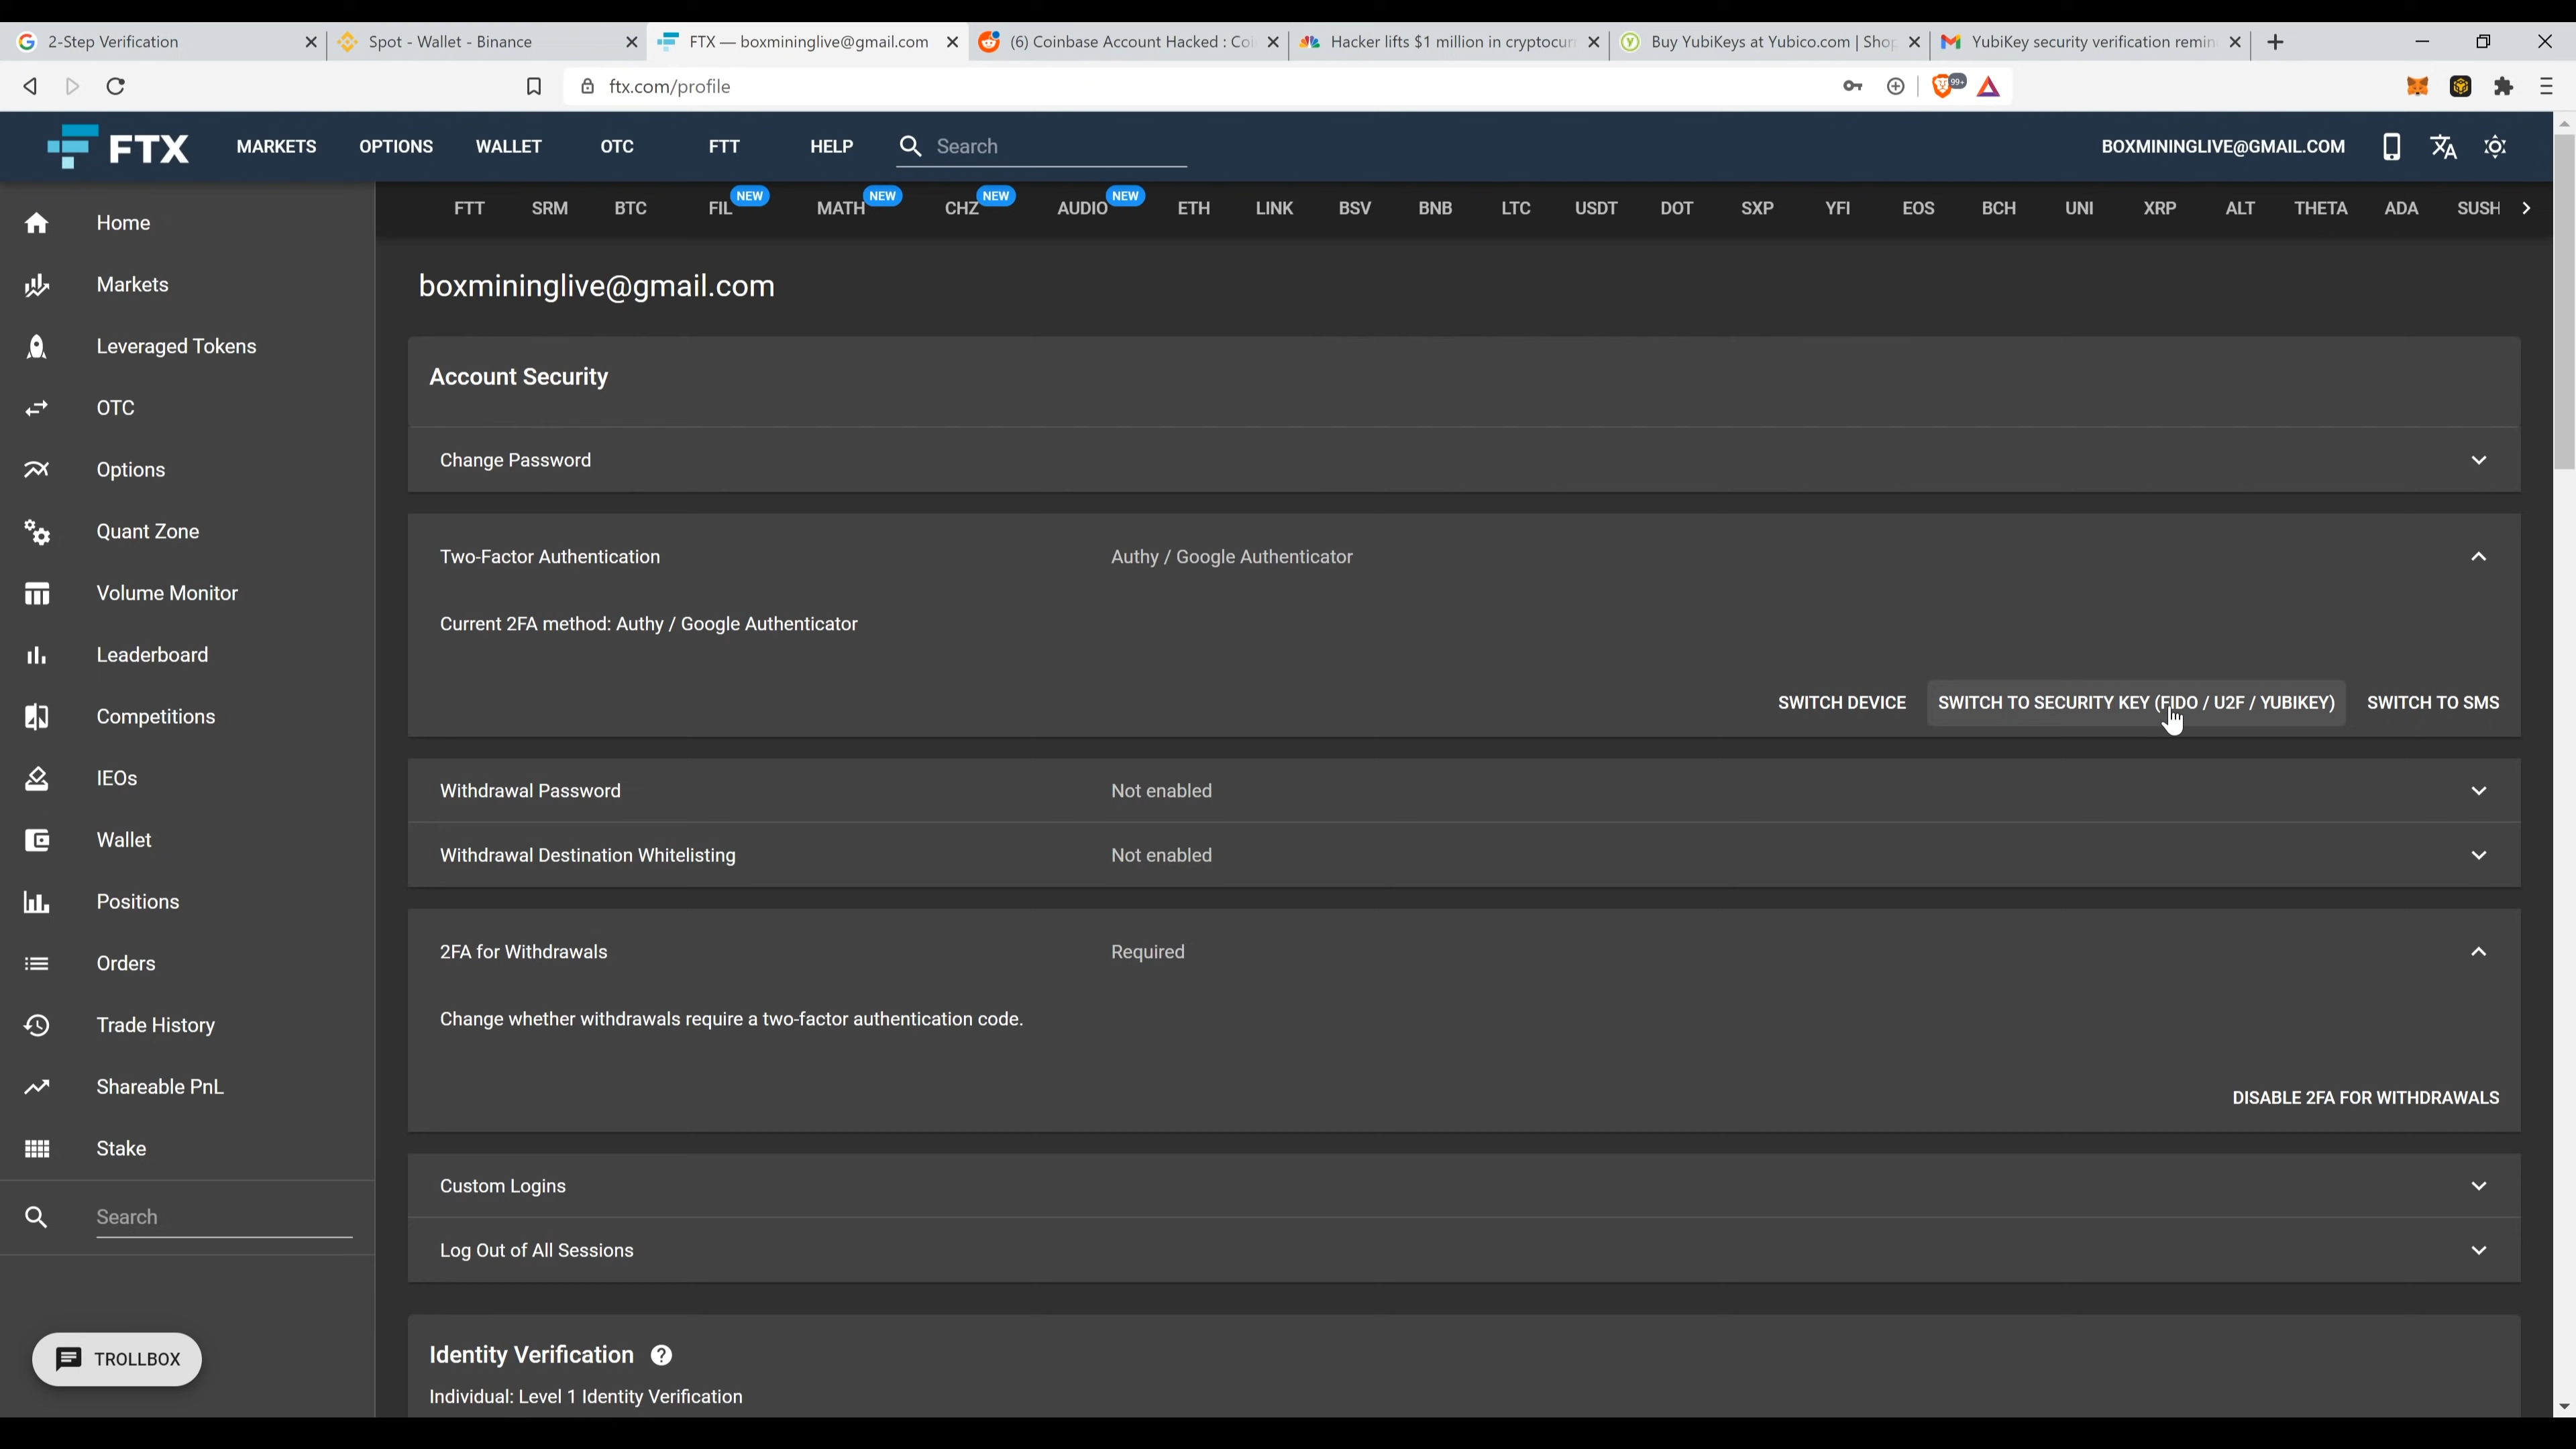 2-Step Verification
Spot - Wallet - Binance
FTX — boxmininglive@gmail.com
(6) Coinbase Account Hacked : Coi
Hacker lifts $1 million in cryptocurr
Buy YubiKeys at Yubico.com | Shop
YubiKey security verification remin
ftx.com/profile
99+
FTX
MARKETS
OPTIONS
WALLET
OTC
FTT
HELP
Search
BOXMININGLIVE@GMAIL.COM
FTT
SRM
BTC
FIL NEW
MATH NEW
CHZ NEW
AUDIO NEW
ETH
LINK
BSV
BNB
LTC
USDT
DOT
SXP
YFI
EOS
BCH
UNI
XRP
ALT
THETA
ADA
SUSH
Home
Markets
Leveraged Tokens
OTC
Options
Quant Zone
Volume Monitor
Leaderboard
Competitions
IEOs
Wallet
Positions
Orders
Trade History
Shareable PnL
Stake
Search
TROLLBOX
boxmininglive@gmail.com
Account Security
Change Password
Two-Factor Authentication
Authy / Google Authenticator
Current 2FA method: Authy / Google Authenticator
SWITCH DEVICE
SWITCH TO SECURITY KEY (FIDO / U2F / YUBIKEY)
SWITCH TO SMS
Withdrawal Password
Not enabled
Withdrawal Destination Whitelisting
Not enabled
2FA for Withdrawals
Required
Change whether withdrawals require a two-factor authentication code.
DISABLE 2FA FOR WITHDRAWALS
Custom Logins
Log Out of All Sessions
Identity Verification
Individual: Level 1 Identity Verification